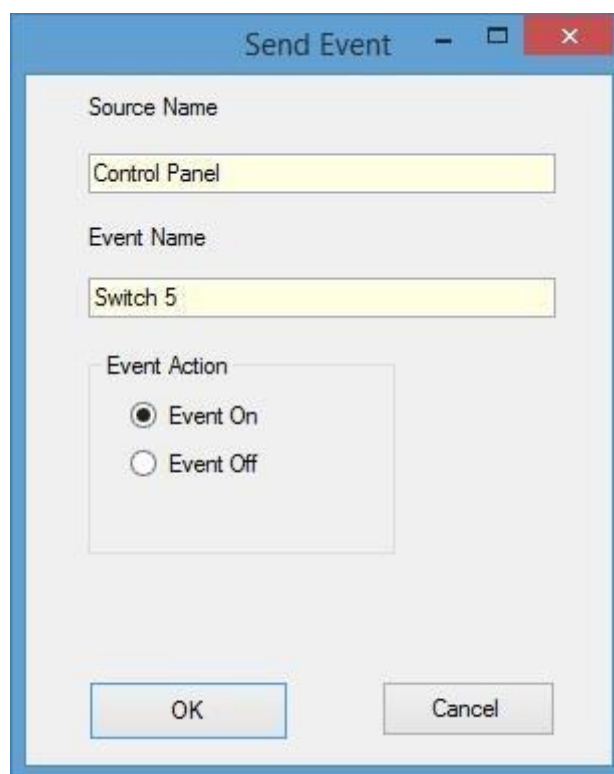 Send Event
Source Name
Control Panel
Event Name
Switch 5
Event Action
Event On
Event Off
OK
Cancel